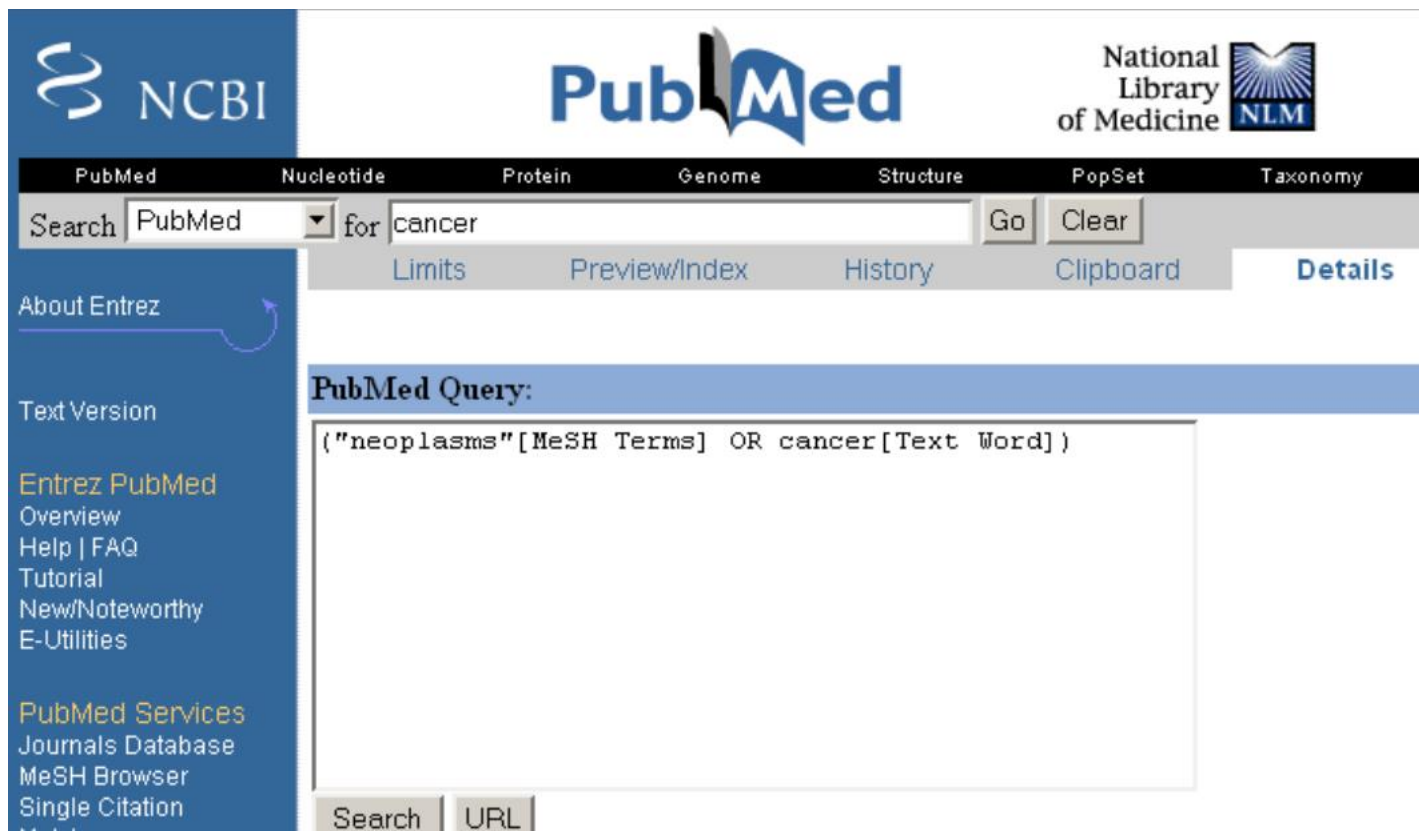 NCBI
PubMed
National
Library
of Medicine NLM
PubMed Nucleotide Protein Genome Structure PopSet Taxonomy
Search PubMed for cancer Go Clear
Limits Preview/Index History Clipboard Details
About Entrez
Text Version
Entrez PubMed
Overview
Help | FAQ
Tutorial
New/Noteworthy
E-Utilities
PubMed Services
Journals Database
MeSH Browser
Single Citation
PubMed Query:
("neoplasms"[MeSH Terms] OR cancer[Text Word])
Search URL